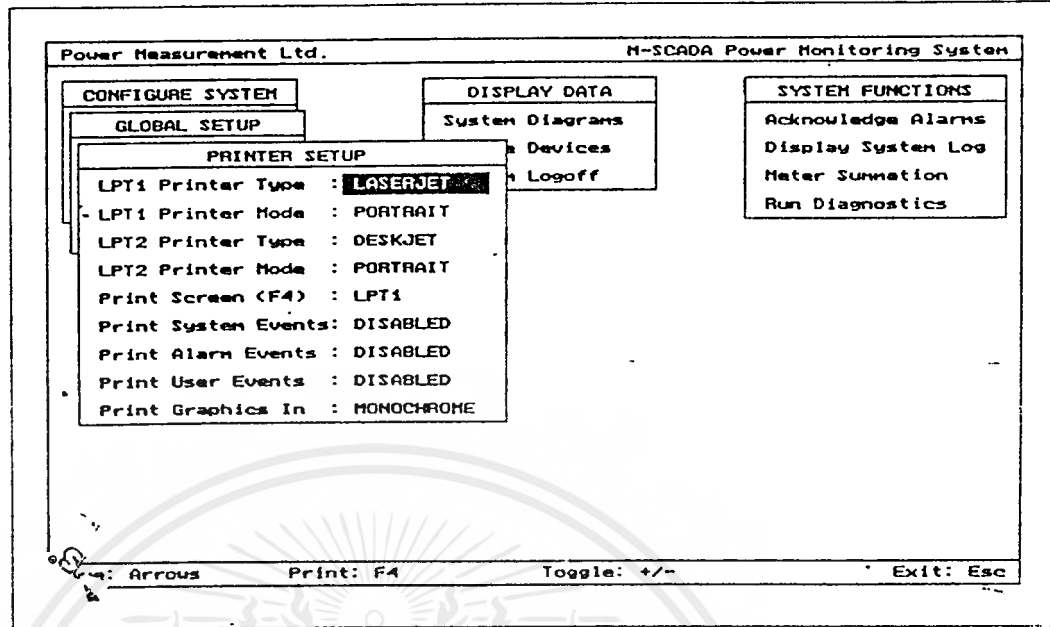 Power Measurement Ltd. M-SCADA Power Monitoring System
CONFIGURE SYSTEM
GLOBAL SETUP
PRINTER SETUP
LPT1 Printer Type : LASERJET
LPT1 Printer Mode : PORTRAIT
LPT2 Printer Type : DESKJET
LPT2 Printer Mode : PORTRAIT
Print Screen (F4) : LPT1
Print System Events: DISABLED
Print Alarm Events : DISABLED
Print User Events : DISABLED
Print Graphics In : MONOCHROME
DISPLAY DATA
System Diagrams
Devices
Logoff
SYSTEM FUNCTIONS
Acknowledge Alarms
Display System Log
Meter Summation
Run Diagnostics
: Arrows Print: F4 Toggle: +/- Exit: Esc